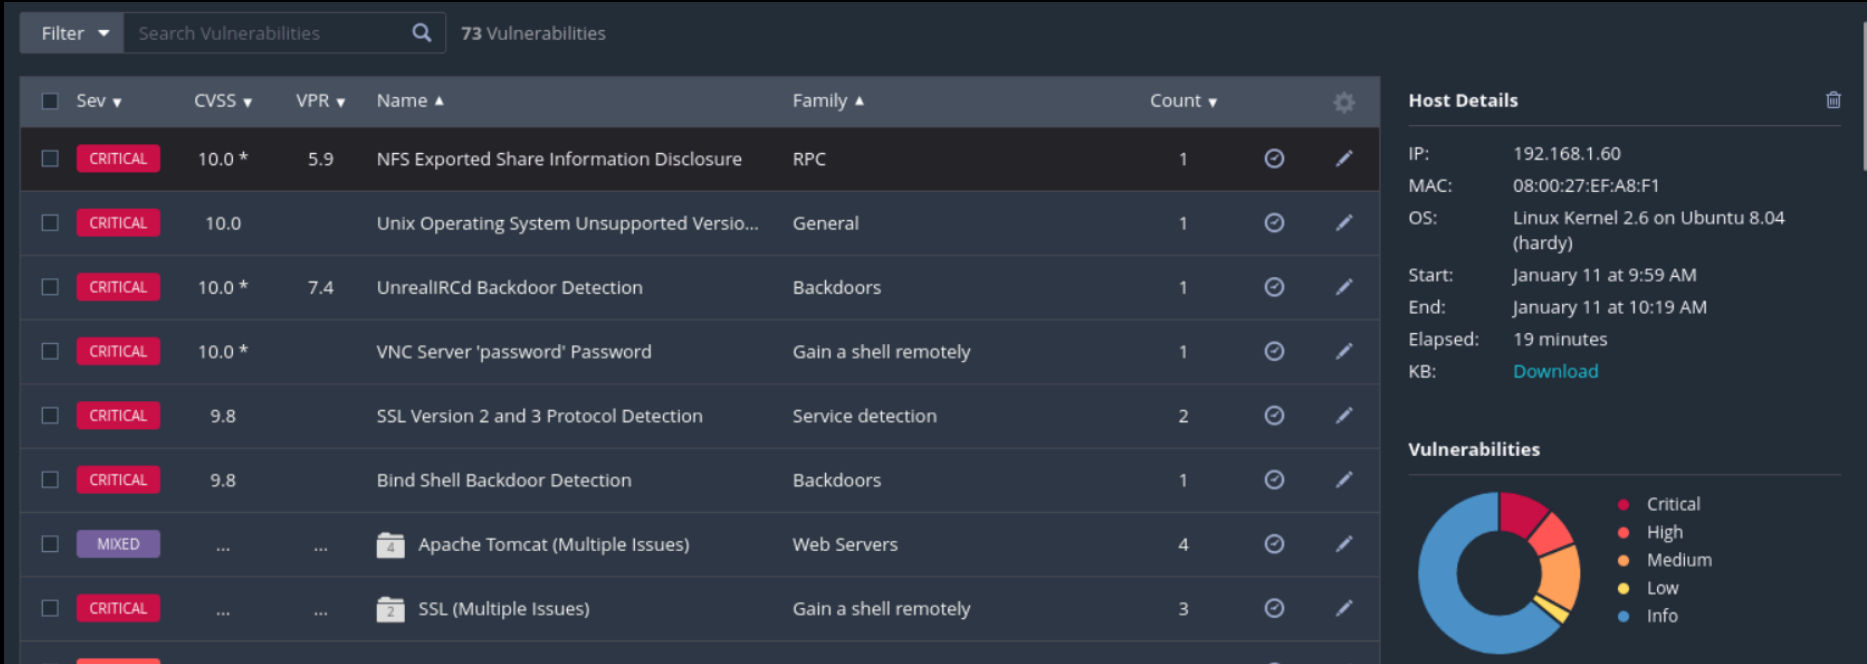 Filter Search Vulnerabilities 73 Vulnerabilities
Sev CVSS VPR Name Family Count
CRITICAL 10.0 * 5.9 NFS Exported Share Information Disclosure RPC 1
CRITICAL 10.0 Unix Operating System Unsupported Versio... General 1
CRITICAL 10.0 * 7.4 UnrealIRCd Backdoor Detection Backdoors 1
CRITICAL 10.0 * VNC Server 'password' Password Gain a shell remotely 1
CRITICAL 9.8 SSL Version 2 and 3 Protocol Detection Service detection 2
CRITICAL 9.8 Bind Shell Backdoor Detection Backdoors 1
MIXED ... ... 4 Apache Tomcat (Multiple Issues) Web Servers 4
CRITICAL ... ... 2 SSL (Multiple Issues) Gain a shell remotely 3
Host Details
IP: 192.168.1.60
MAC: 08:00:27:EF:A8:F1
OS: Linux Kernel 2.6 on Ubuntu 8.04
(hardy)
Start: January 11 at 9:59 AM
End: January 11 at 10:19 AM
Elapsed: 19 minutes
KB: Download
Vulnerabilities
Critical
High
Medium
Low
Info